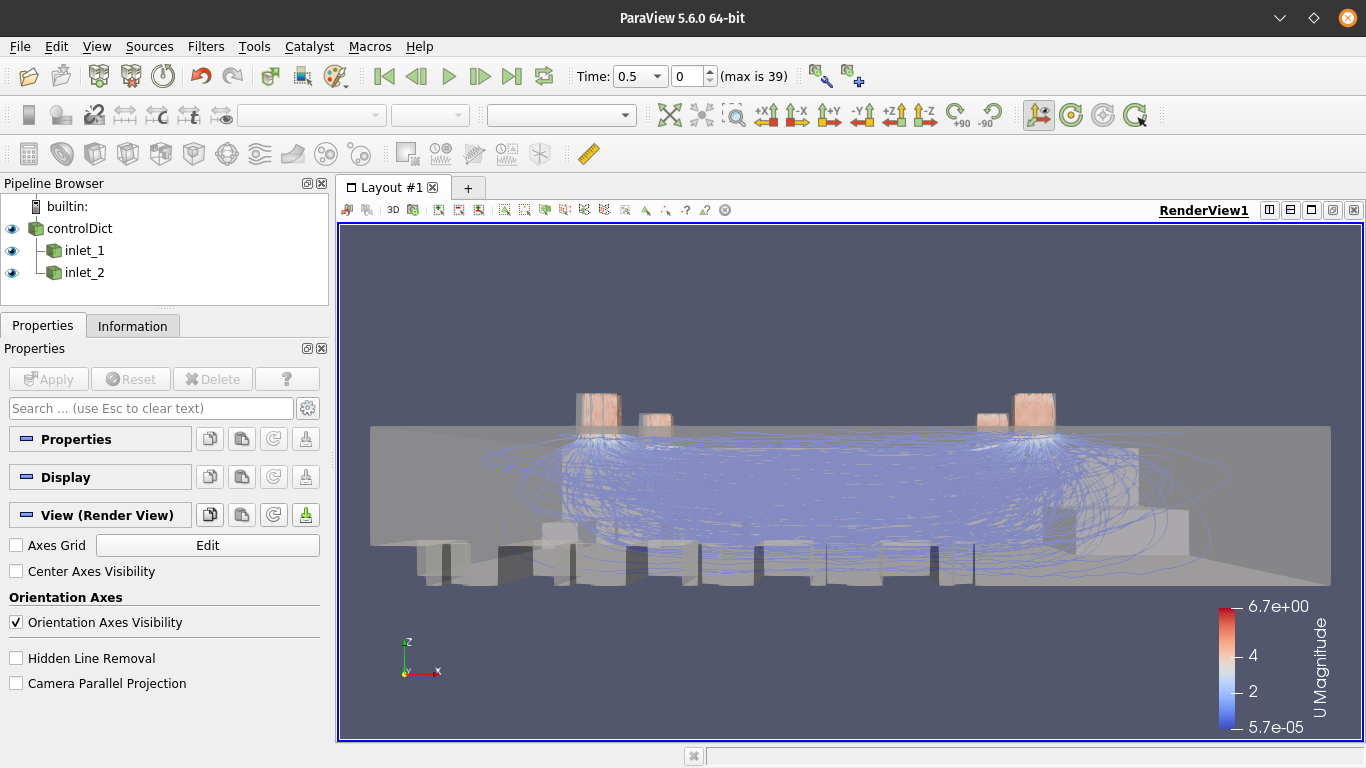 ParaView 5.6.0 64-bit
File Edit View Sources Filters Tools Catalyst Macros Help
Time: 0.5 0 (max is 39)
+X -X +Y -Y +Z -Z +90 -90
Pipeline Browser
builtin:
controlDict
inlet_1
inlet_2
Properties Information
Properties
Apply Reset Delete ?
Search ... (use Esc to clear text)
Properties
Display
View (Render View)
Axes Grid Edit
Center Axes Visibility
Orientation Axes
Orientation Axes Visibility
Hidden Line Removal
Camera Parallel Projection
Layout #1 +
3D RenderView1
Z
Y X
6.7e+00
4
2
5.7e-05
U Magnitude